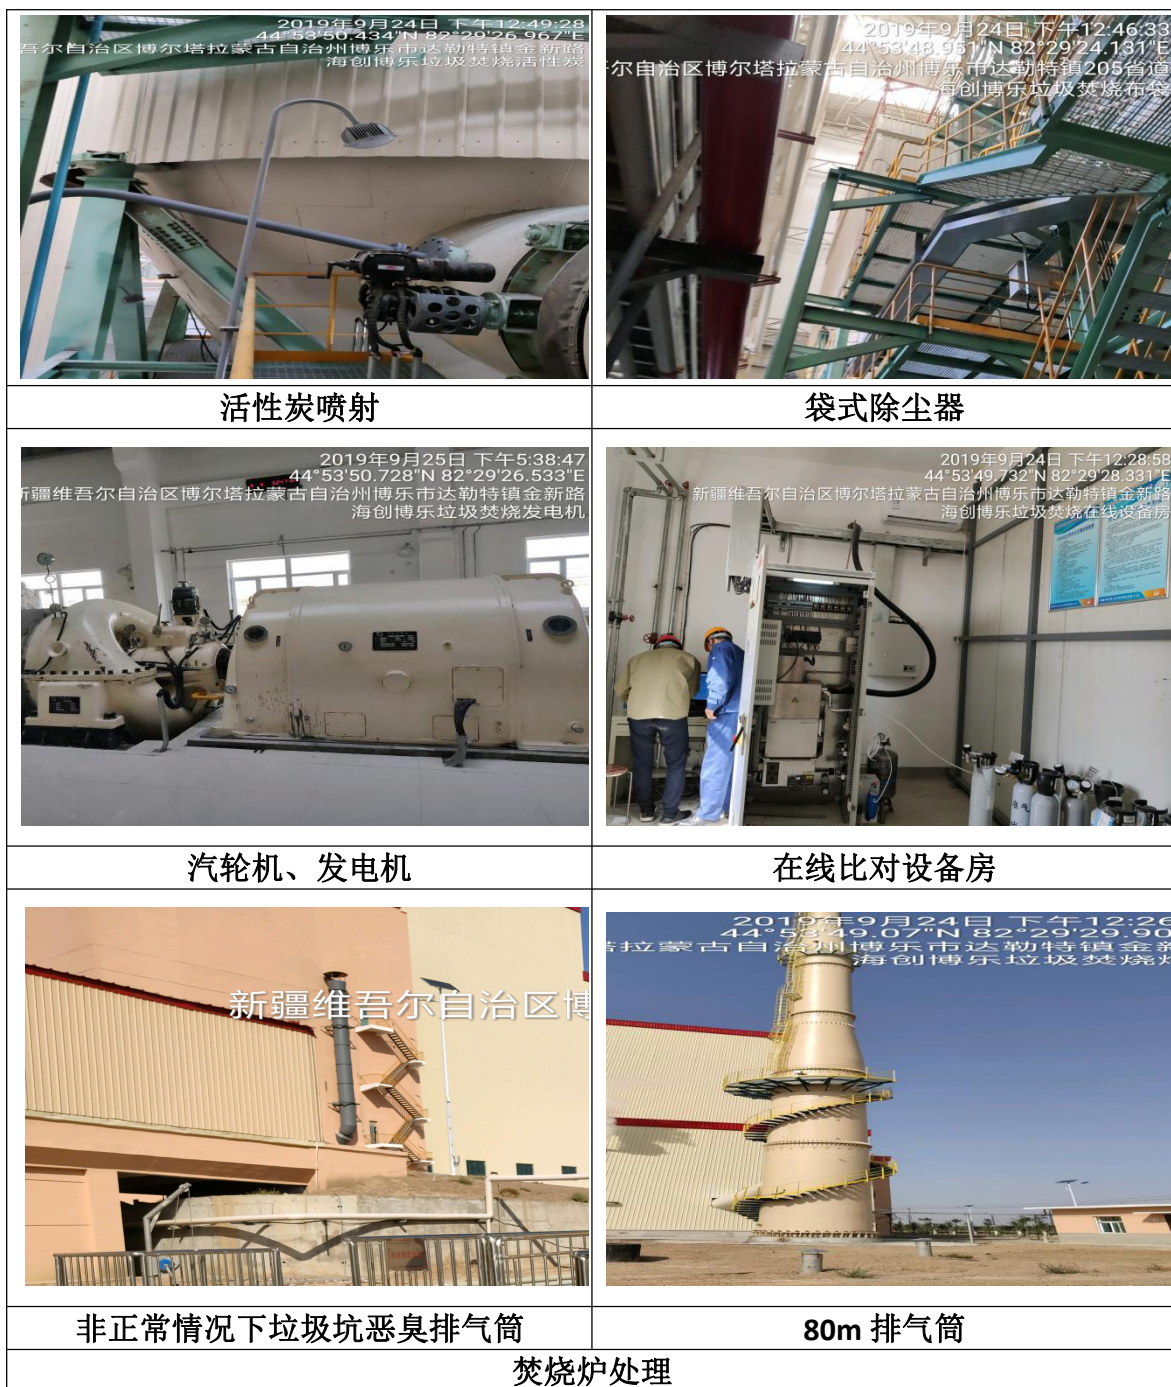 2019年9月24日 下午12:49:28
44°53'50.434"N 82°29'26.967"E
吾尔自治区博尔塔拉蒙古自治州博乐市达勒特镇金新路
海创博乐垃圾焚烧活性炭
2019年9月24日 下午12:46:33
44°53'48.951"N 82°29'24.131"E
尔自治区博尔塔拉蒙古自治州博乐市达勒特镇205省道
海创博乐垃圾焚烧布袋
活性炭喷射
袋式除尘器
2019年9月25日 下午5:38:47
44°53'50.728"N 82°29'26.533"E
新疆维吾尔自治区博尔塔拉蒙古自治州博乐市达勒特镇金新路
海创博乐垃圾焚烧发电机
2019年9月24日 下午12:28:58
44°53'49.732"N 82°29'28.331"E
新疆维吾尔自治区博尔塔拉蒙古自治州博乐市达勒特镇金新路
海创博乐垃圾焚烧在线设备房
汽轮机、发电机
在线比对设备房
新疆维吾尔自治区博
2019年9月24日 下午12:26
44°53'49.07"N 82°29'29.90
塔拉蒙古自治州博乐市达勒特镇金新
海创博乐垃圾焚烧
非正常情况下垃圾坑恶臭排气筒
80m 排气筒
焚烧炉处理